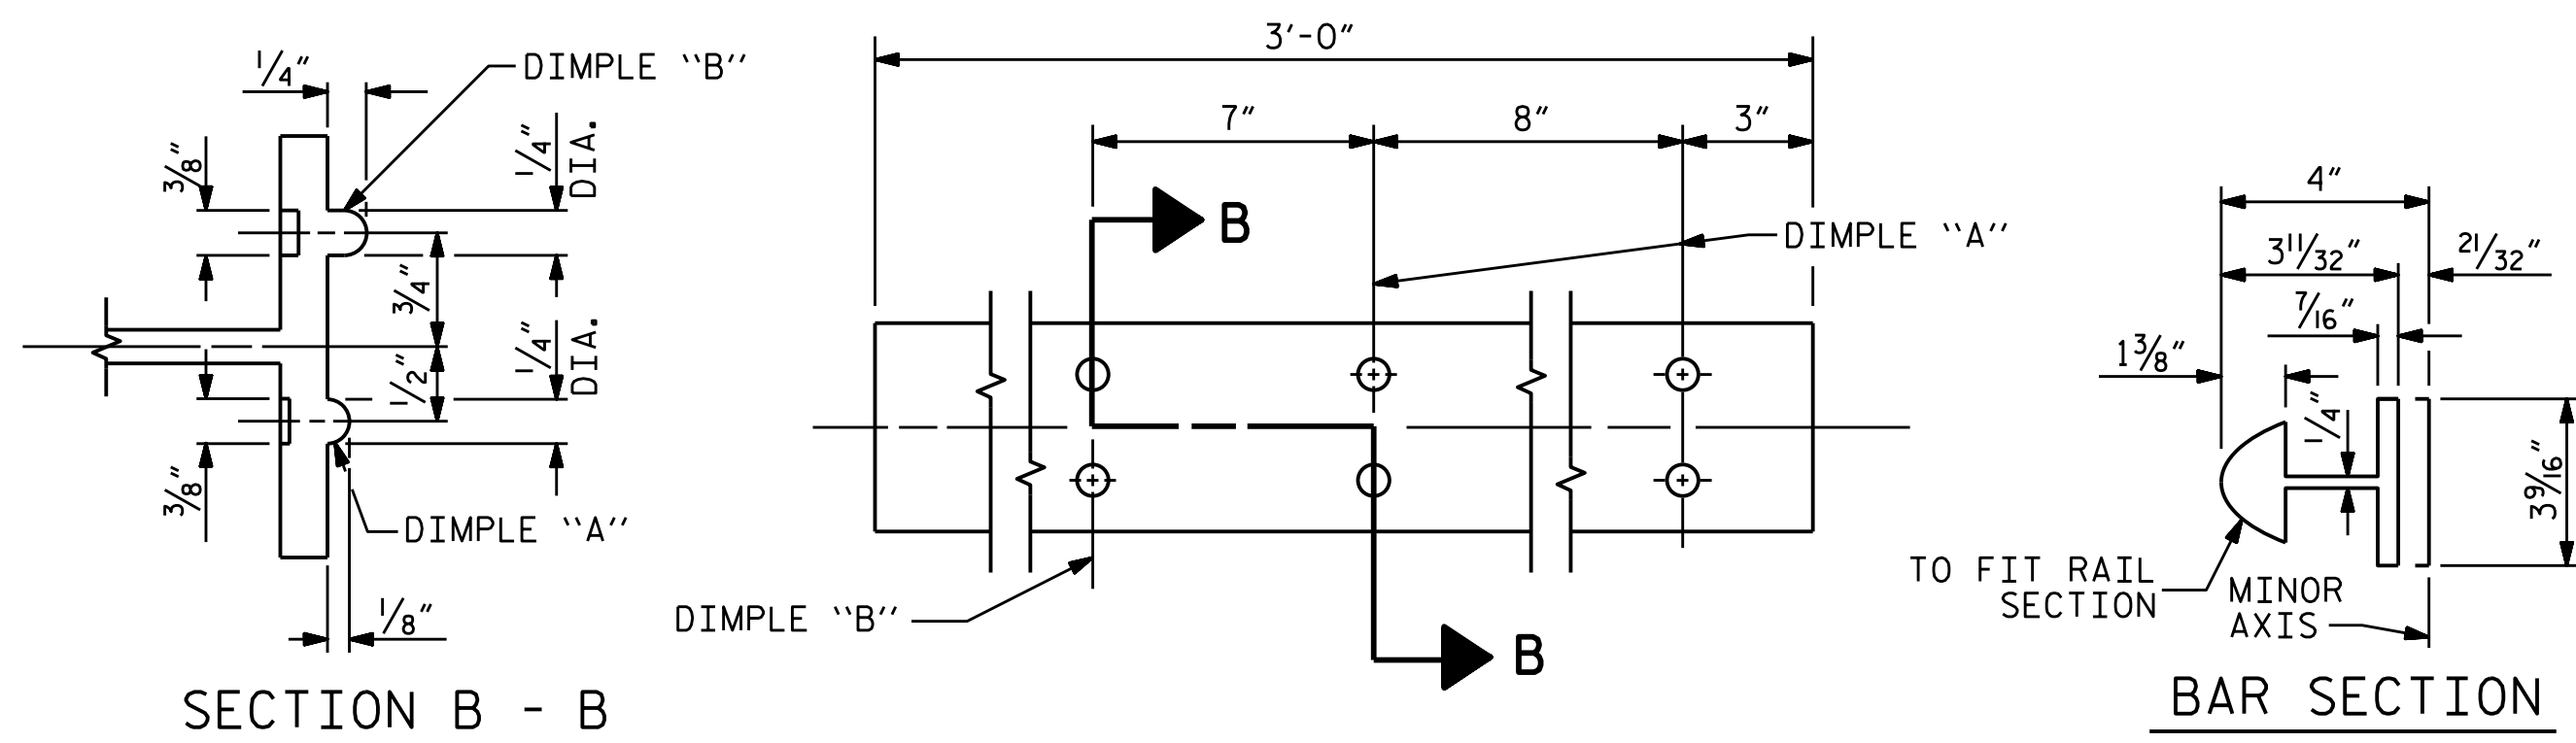 1/4"
DIMPLE "B"
3/8"
1/4"
DIA.
3/4"
1/4"
DIA.
1/2"
3/8"
DIMPLE "A"
1/8"
SECTION B - B
3'-0"
7"
8"
3"
B
DIMPLE "A"
DIMPLE "B"
B
4"
3 11/32"
21/32"
7/16"
1 3/8"
1/4"
3 9/16"
TO FIT RAIL
SECTION
MINOR
AXIS
BAR SECTION